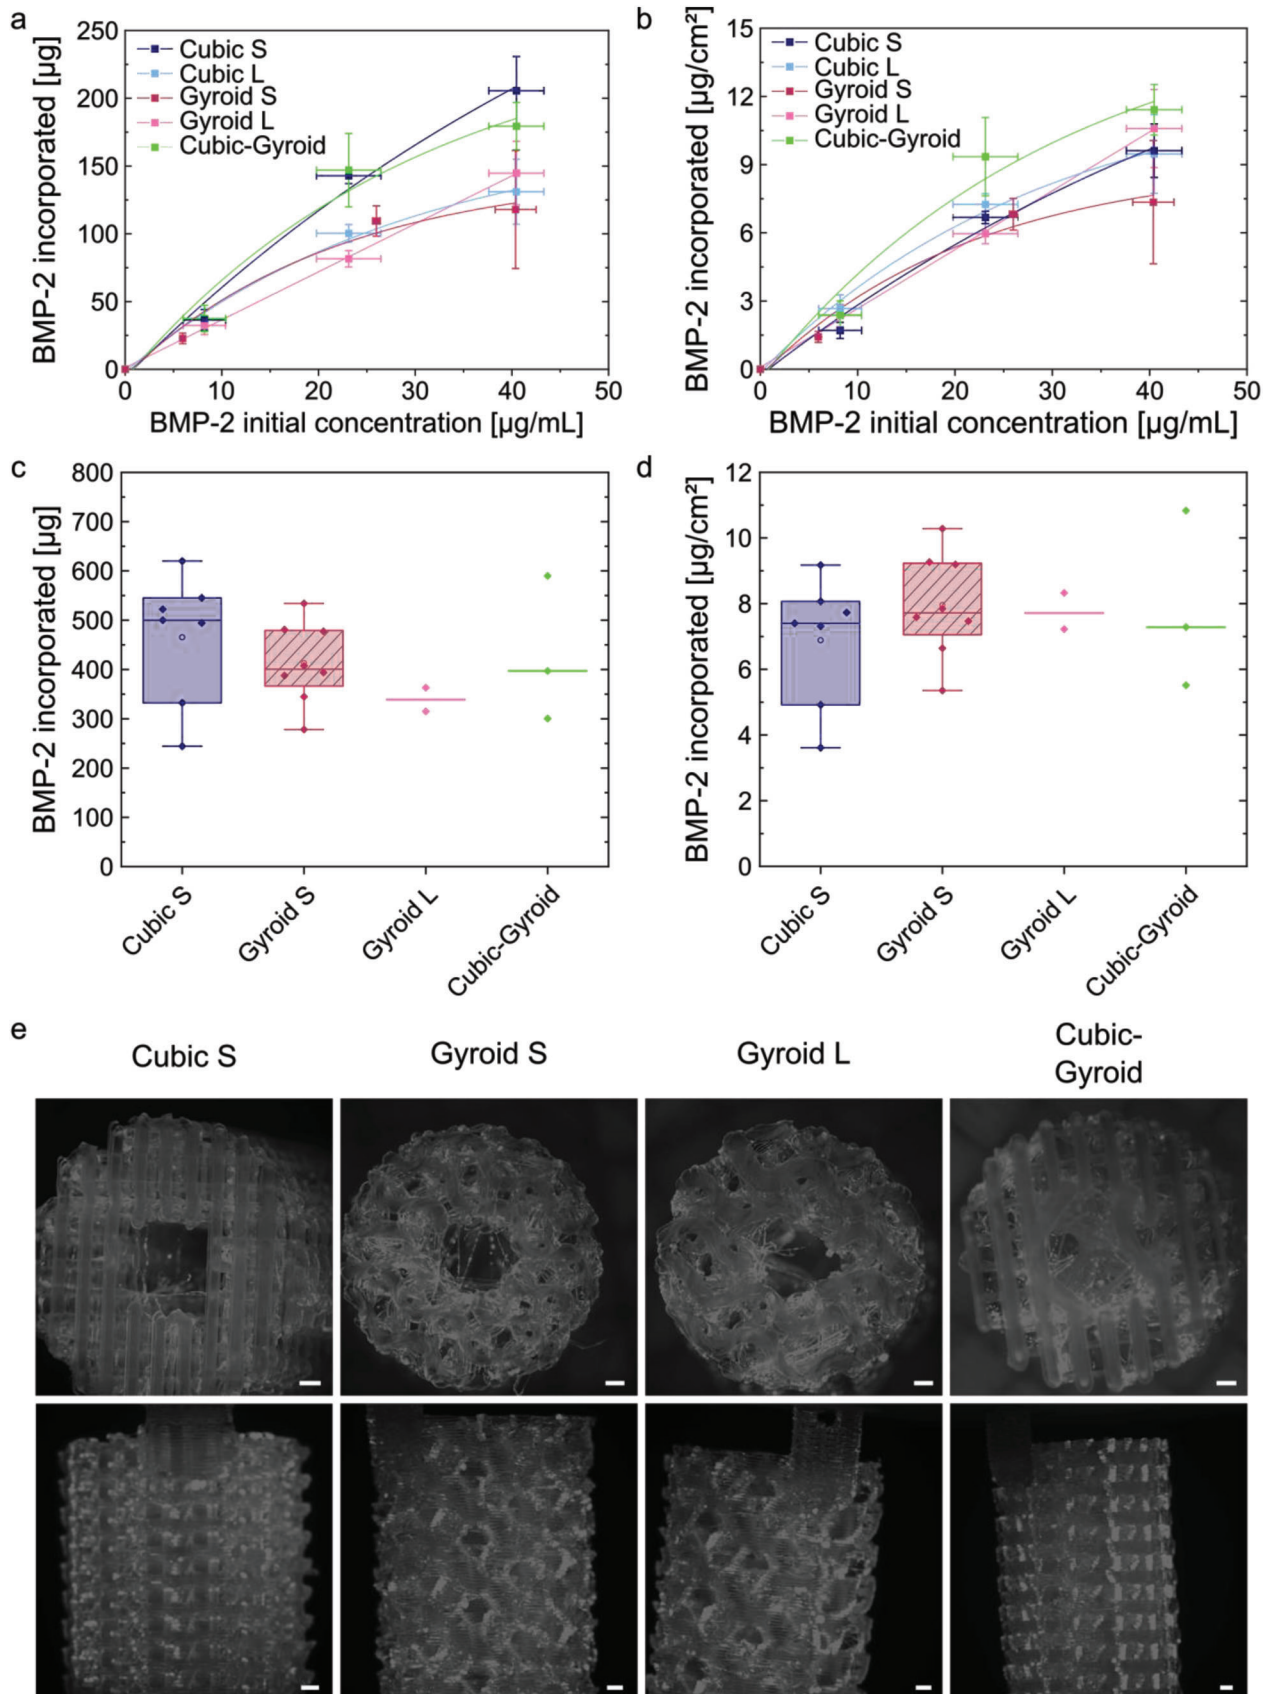 a
BMP-2 incorporated [µg]
250
200
150
100
50
0
Cubic S
Cubic L
Gyroid S
Gyroid L
Cubic-Gyroid
0 10 20 30 40 50
BMP-2 initial concentration [µg/mL]
b
BMP-2 incorporated [µg/cm²]
15
12
9
6
3
0
Cubic S
Cubic L
Gyroid S
Gyroid L
Cubic-Gyroid
0 10 20 30 40 50
BMP-2 initial concentration [µg/mL]
c
BMP-2 incorporated [µg]
800
700
600
500
400
300
200
100
0
Cubic S
Gyroid S
Gyroid L
Cubic-Gyroid
d
BMP-2 incorporated [µg/cm²]
12
10
8
6
4
2
0
Cubic S
Gyroid S
Gyroid L
Cubic-Gyroid
e
Cubic S
Gyroid S
Gyroid L
Cubic-
Gyroid